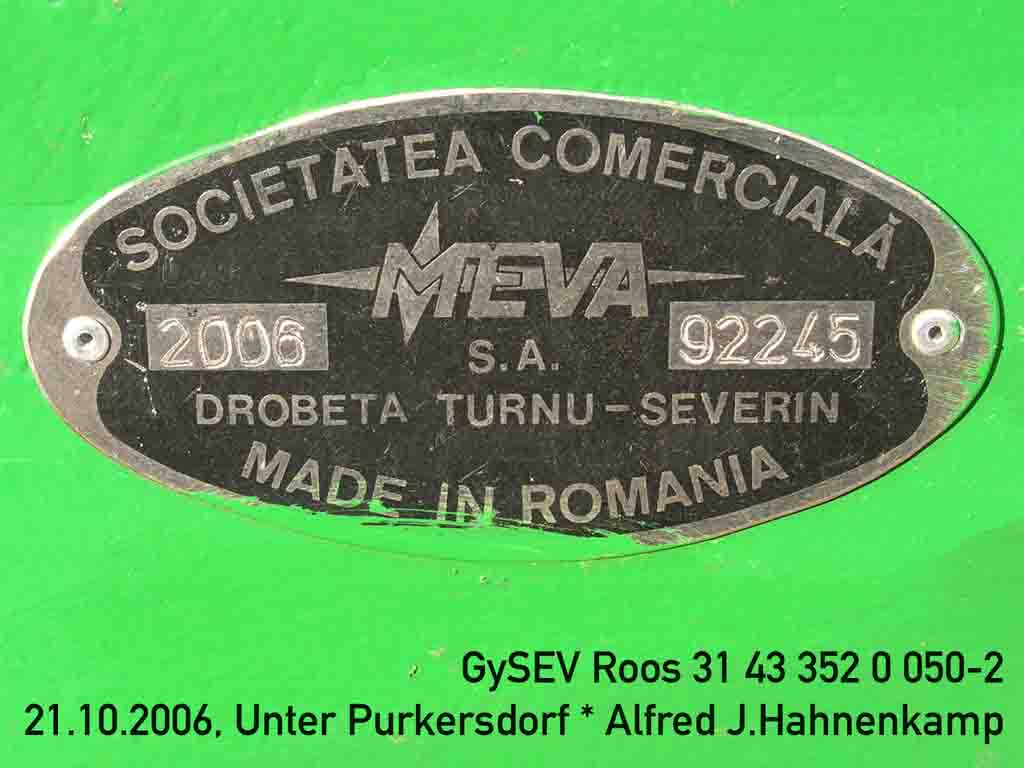 SOCIETATEA COMERCIALĂ
MEVA
2006
S.A.
92245
DROBETA TURNU-SEVERIN
MADE IN ROMANIA
GySEV Roos 31 43 352 0 050-2
21.10.2006, Unter Purkersdorf * Alfred J.Hahnenkamp